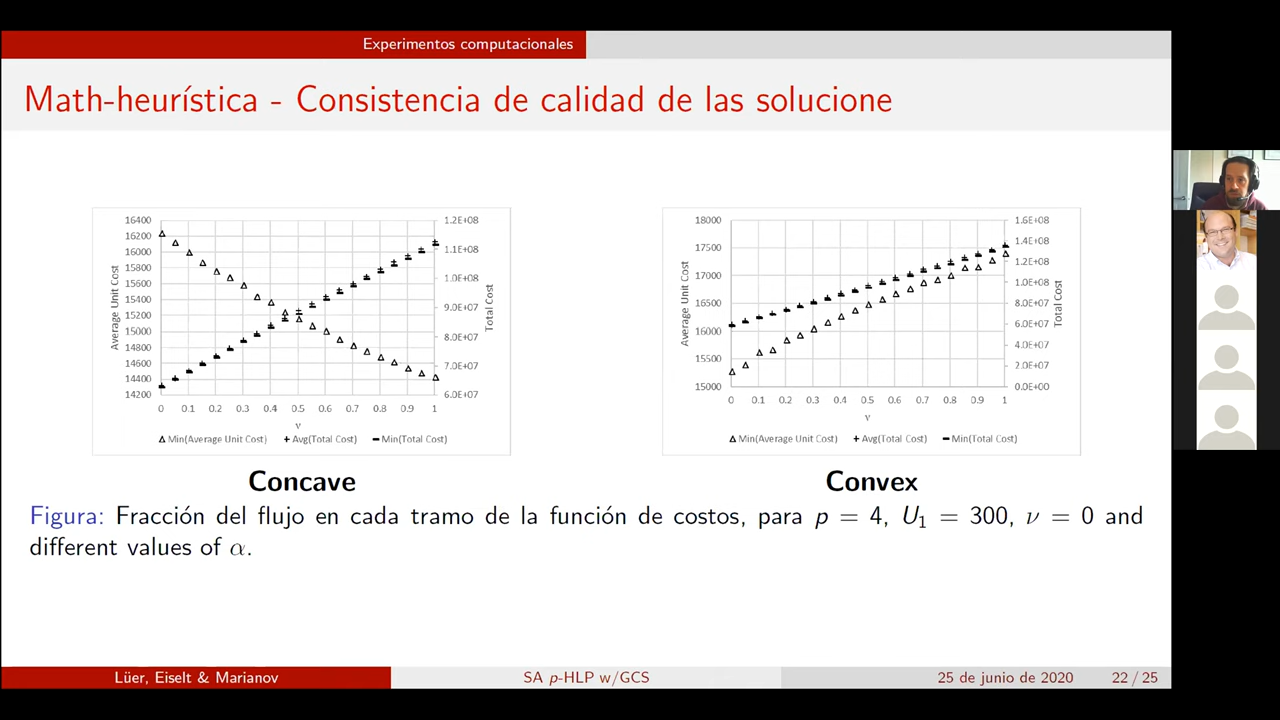 Experimentos computacionales
Math-heurística - Consistencia de calidad de las solucione
16400
16200
16000
15800
15600
15400
15200
15000
14800
14600
14400
14200
Average Unit Cost
1.2E+08
1.1E+08
1.0E+08
9.0E+07
8.0E+07
7.0E+07
6.0E+07
Total Cost
0 0.1 0.2 0.3 0.4 0.5 0.6 0.7 0.8 0.9 1
ν
Min(Average Unit Cost) Avg(Total Cost) Min(Total Cost)
18000
17500
17000
16500
16000
15500
15000
Average Unit Cost
1.6E+08
1.4E+08
1.2E+08
1.0E+08
8.0E+07
6.0E+07
4.0E+07
2.0E+07
0.0E+00
Total Cost
0 0.1 0.2 0.3 0.4 0.5 0.6 0.7 0.8 0.9 1
ν
Min(Average Unit Cost) Avg(Total Cost) Min(Total Cost)
Concave
Convex
Figura: Fracción del flujo en cada tramo de la función de costos, para p = 4, U₁ = 300, ν = 0 and
different values of α.
Lüer, Eiselt & Marianov SA p-HLP w/GCS 25 de junio de 2020 22 / 25